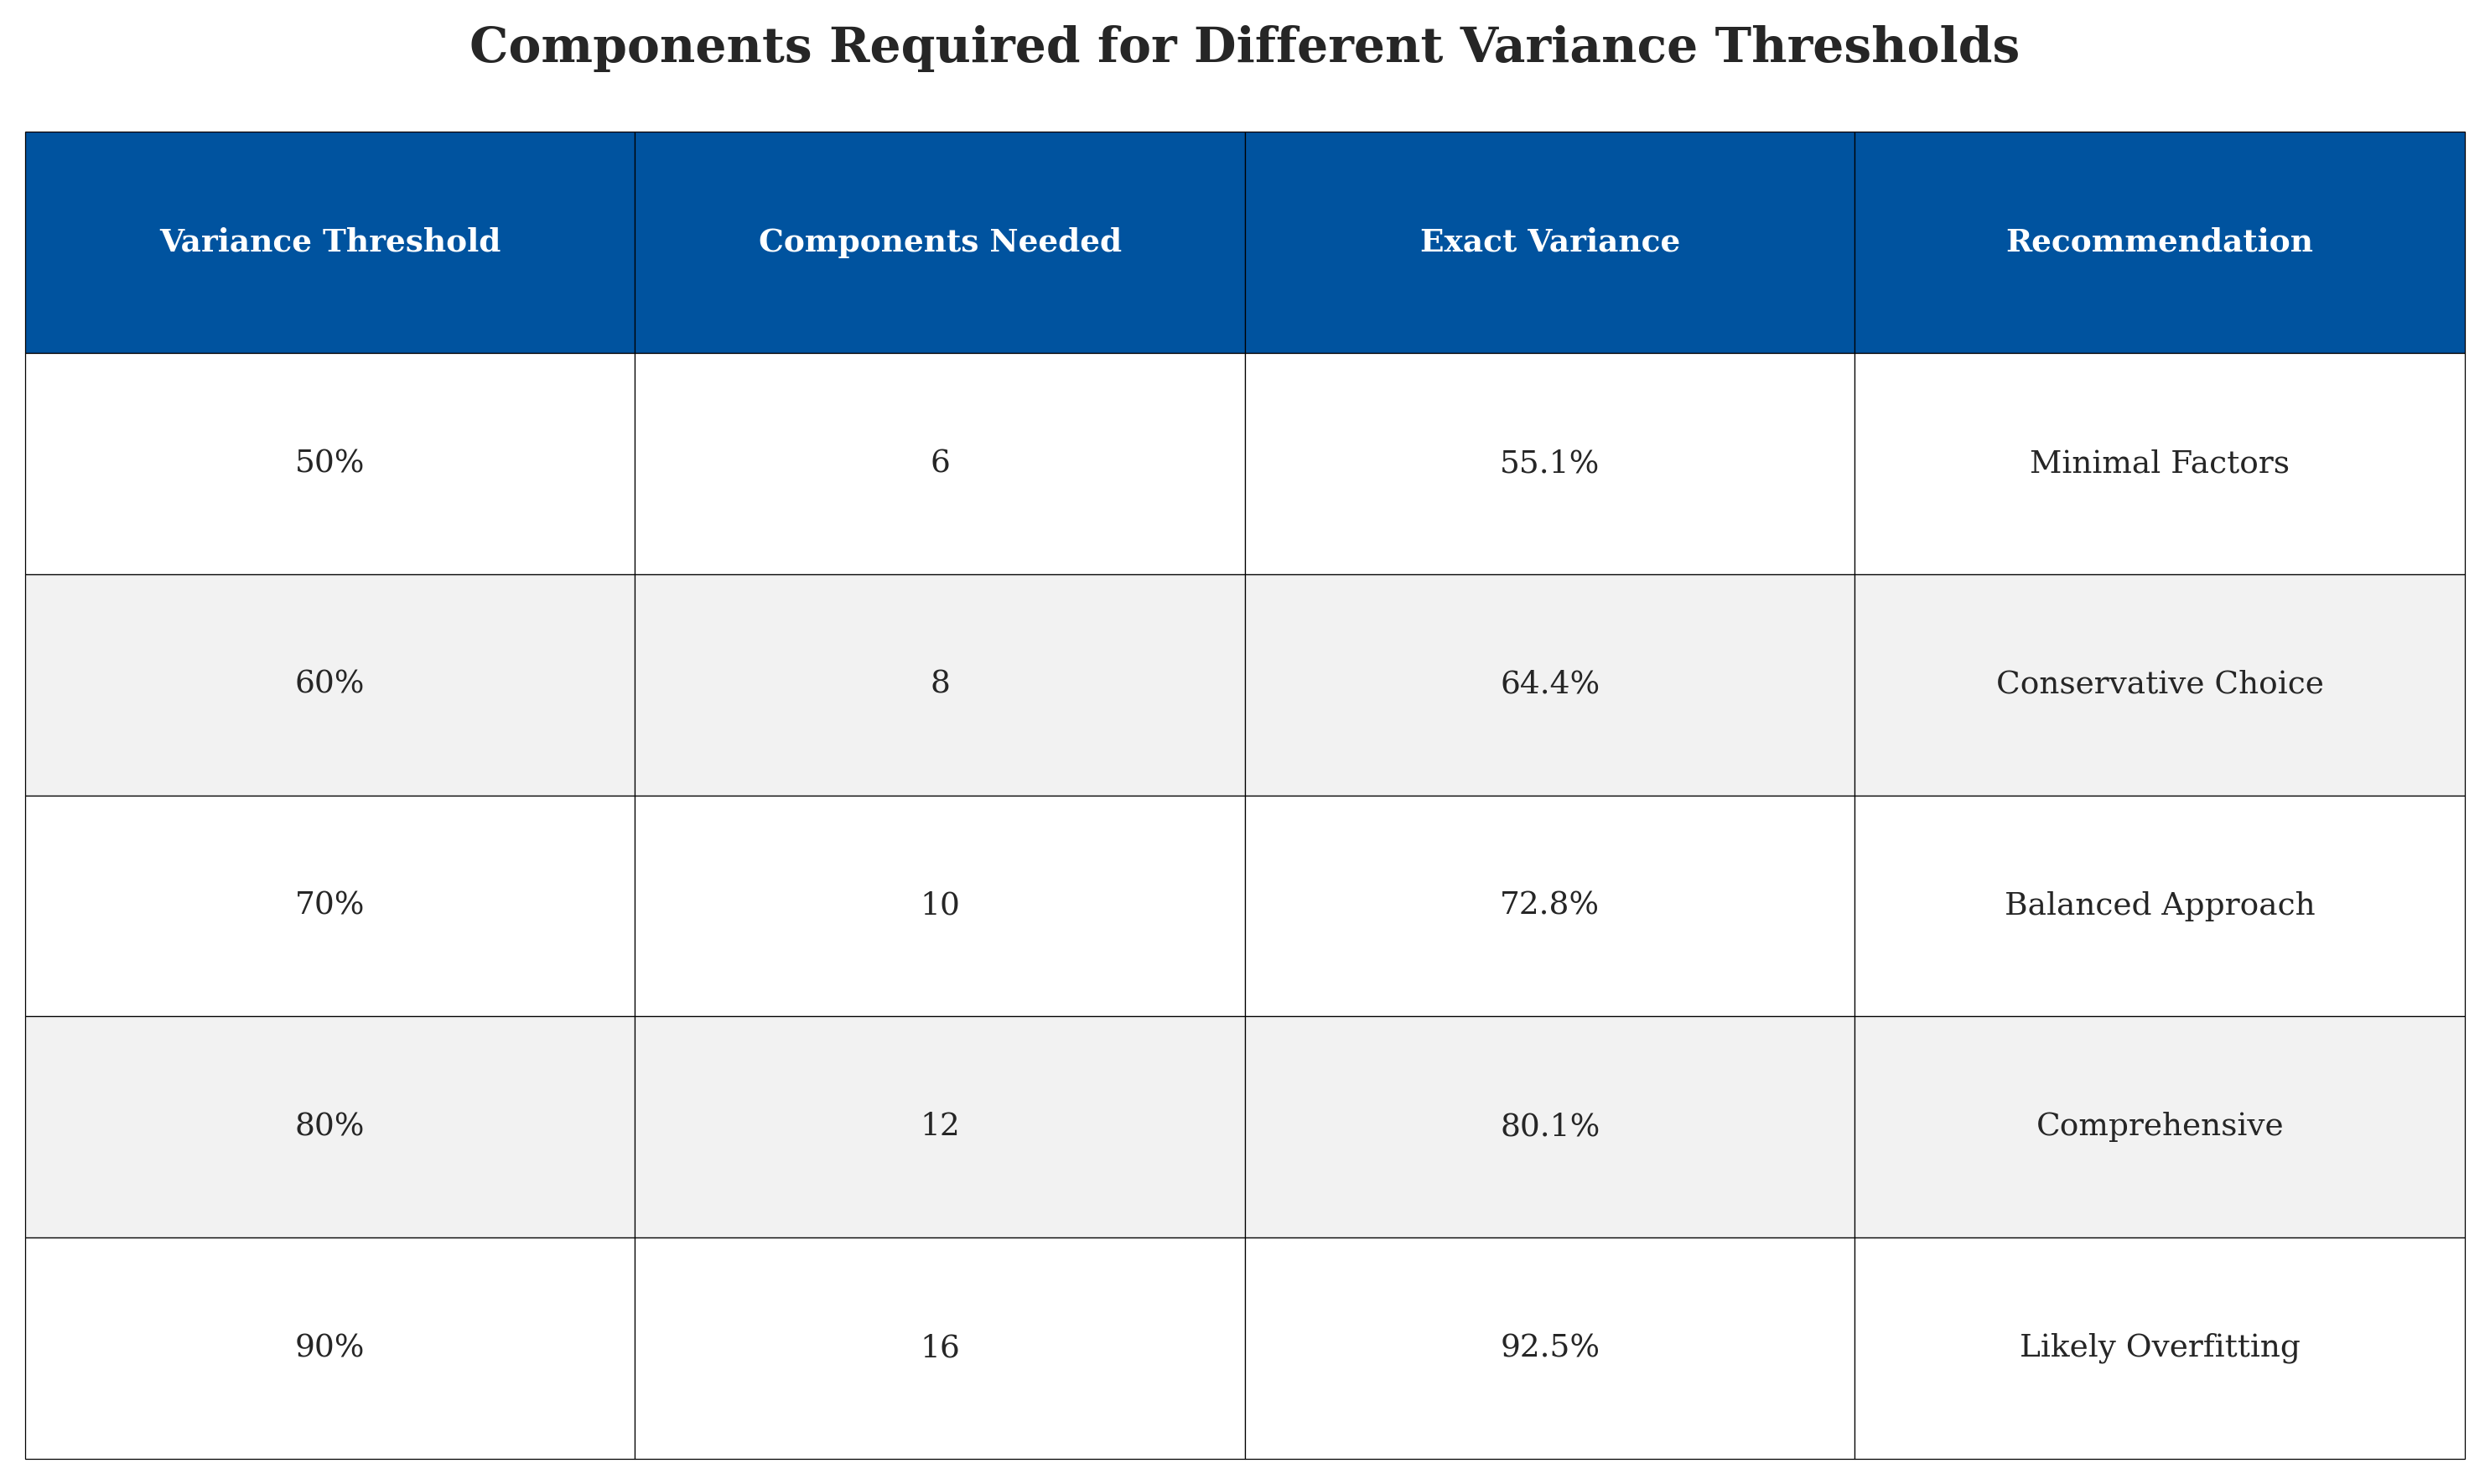 Components Required for Different Variance Thresholds
Variance Threshold Components Needed Exact Variance Recommendation
50% 6 55.1% Minimal Factors
60% 8 64.4% Conservative Choice
70% 10 72.8% Balanced Approach
80% 12 80.1% Comprehensive
90% 16 92.5% Likely Overfitting